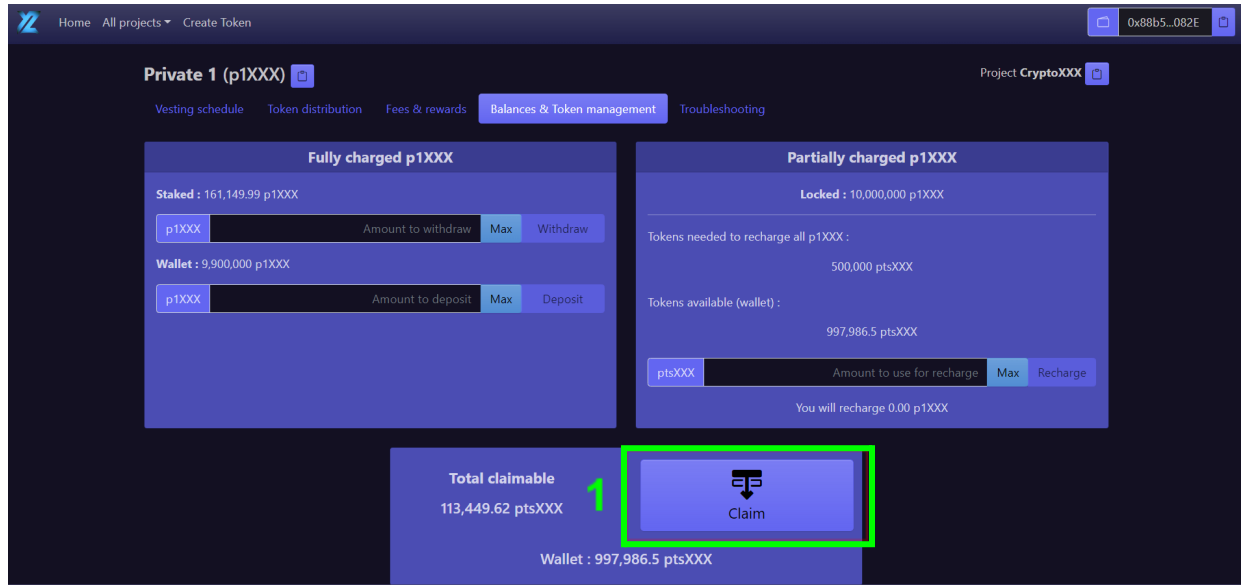 Home All projects Create Token
0x88b5...082E
Private 1 (p1XXX)
Project CryptoXXX
Vesting schedule Token distribution Fees & rewards Balances & Token management Troubleshooting
Fully charged p1XXX
Staked : 161,149.99 p1XXX
p1XXX Amount to withdraw Max Withdraw
Wallet : 9,900,000 p1XXX
p1XXX Amount to deposit Max Deposit
Partially charged p1XXX
Locked : 10,000,000 p1XXX
Tokens needed to recharge all p1XXX :
500,000 ptsXXX
Tokens available (wallet) :
997,986.5 ptsXXX
ptsXXX Amount to use for recharge Max Recharge
You will recharge 0.00 p1XXX
Total claimable
113,449.62 ptsXXX
1
Claim
Wallet : 997,986.5 ptsXXX